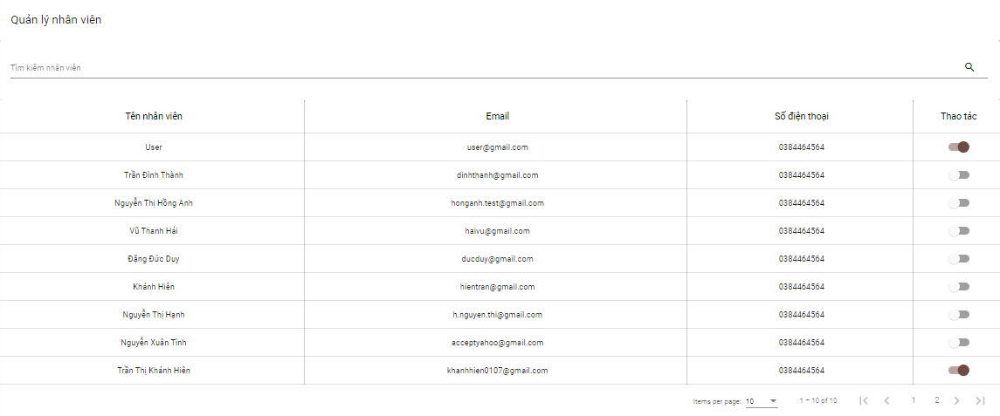 Quản lý nhân viên
Tìm kiếm nhân viên
Tên nhân viên Email Số điện thoại Thao tác
User user@gmail.com 0384464564
Trần Đình Thành dinhthanh@gmail.com 0384464564
Nguyễn Thị Hồng Anh honganh.test@gmail.com 0384464564
Vũ Thanh Hải haivu@gmail.com 0384464564
Đặng Đức Duy ducduy@gmail.com 0384464564
Khánh Hiên hientran@gmail.com 0384464564
Nguyễn Thị Hạnh h.nguyen.thi@gmail.com 0384464564
Nguyễn Xuân Tình acceptyahoo@gmail.com 0384464564
Trần Thị Khánh Hiên khanhhien0107@gmail.com 0384464564
Items per page: 10 1 – 10 of 10 1 2